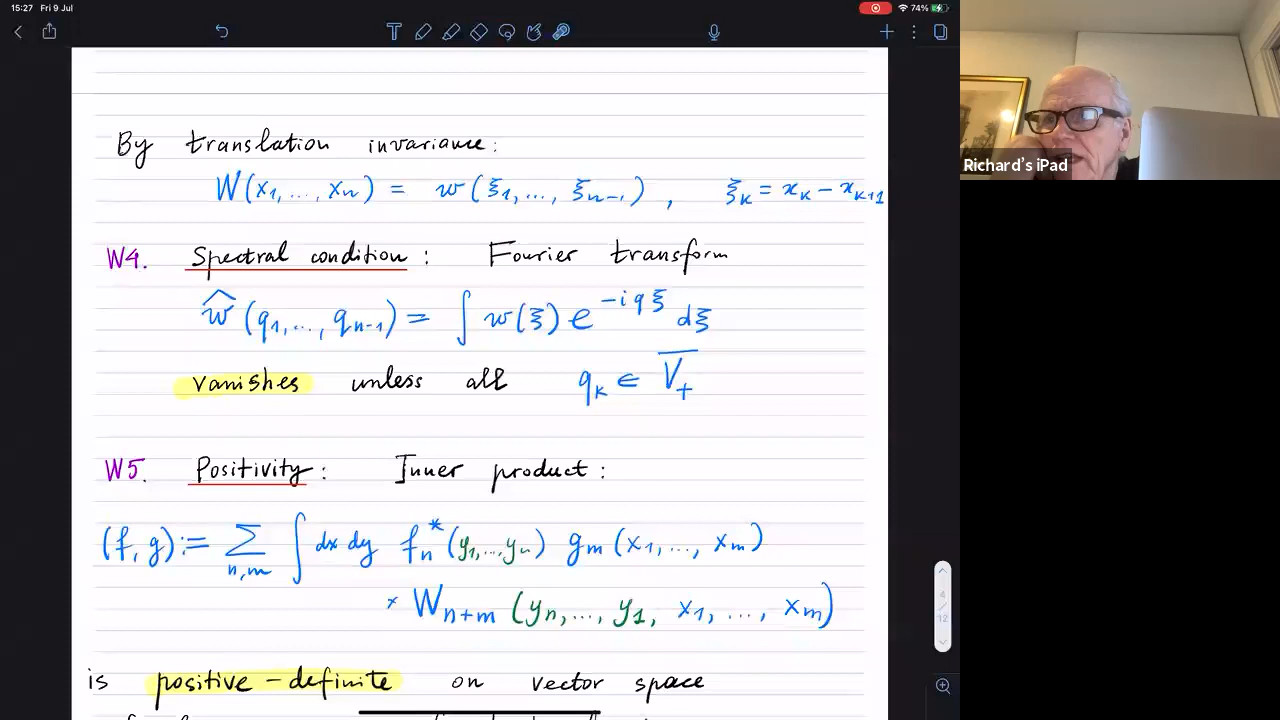 15:27 Fri 9 Jul
74%
By translation invariance:
W(x₁, ..., xₙ) = w(ξ₁, ..., ξₙ₋₁), ξₖ = xₖ − xₖ₊₁
W4. Spectral condition: Fourier transform
ŵ(q₁, ..., qₙ₋₁) = ∫ w(ξ) e^{-iqξ} dξ
vanishes unless all qₖ ∈ V̅₊
W5. Positivity: Inner product:
(f, g) := ∑_{n,m} ∫ dx dy fₙ*(y₁, ..., yₙ) gₘ(x₁, ..., xₘ)
× Wₙ₊ₘ (yₙ, ..., y₁, x₁, ..., xₘ)
is positive-definite on vector space
Richard's iPad
4 / 12